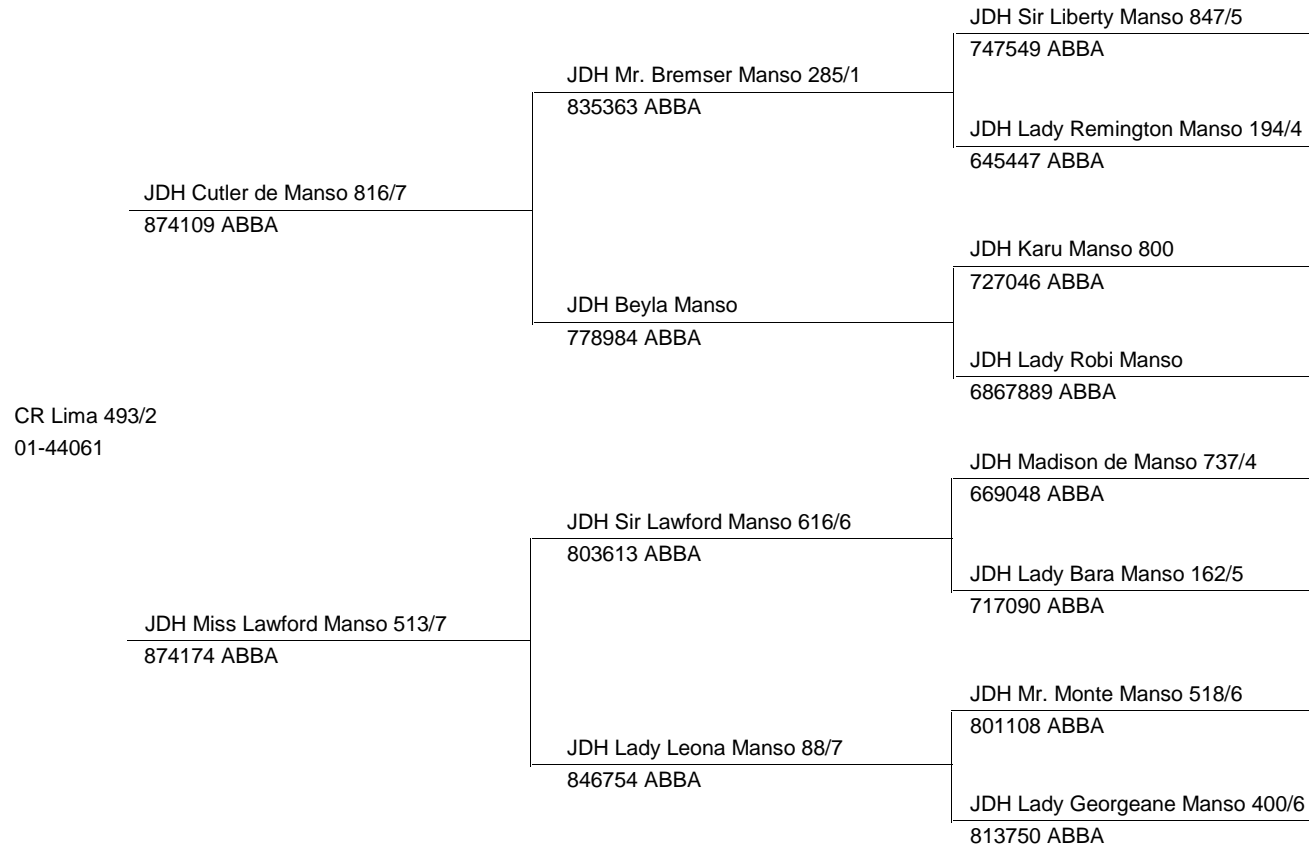 JDH Sir Liberty Manso 847/5
747549 ABBA
JDH Mr. Bremser Manso 285/1
835363 ABBA
JDH Lady Remington Manso 194/4
645447 ABBA
JDH Cutler de Manso 816/7
874109 ABBA
JDH Karu Manso 800
727046 ABBA
JDH Beyla Manso
778984 ABBA
JDH Lady Robi Manso
6867889 ABBA
CR Lima 493/2
01-44061
JDH Madison de Manso 737/4
669048 ABBA
JDH Sir Lawford Manso 616/6
803613 ABBA
JDH Lady Bara Manso 162/5
717090 ABBA
JDH Miss Lawford Manso 513/7
874174 ABBA
JDH Mr. Monte Manso 518/6
801108 ABBA
JDH Lady Leona Manso 88/7
846754 ABBA
JDH Lady Georgeane Manso 400/6
813750 ABBA